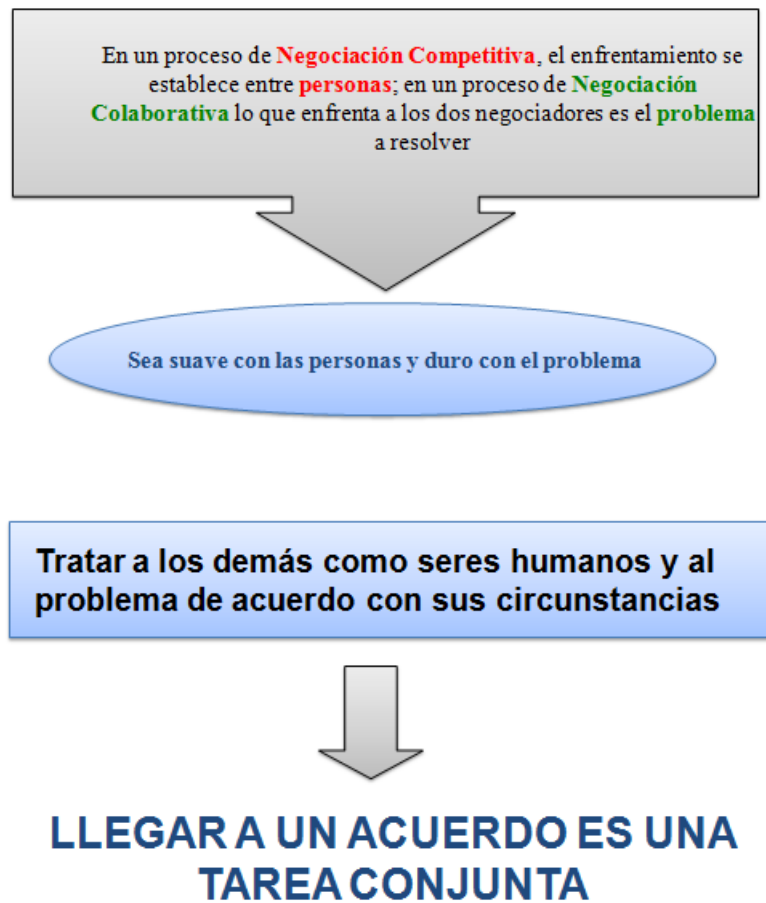 En un proceso de Negociación Competitiva, el enfrentamiento se
establece entre personas; en un proceso de Negociación
Colaborativa lo que enfrenta a los dos negociadores es el problema
a resolver
Sea suave con las personas y duro con el problema
Tratar a los demás como seres humanos y al
problema de acuerdo con sus circunstancias
LLEGAR A UN ACUERDO ES UNA
TAREA CONJUNTA